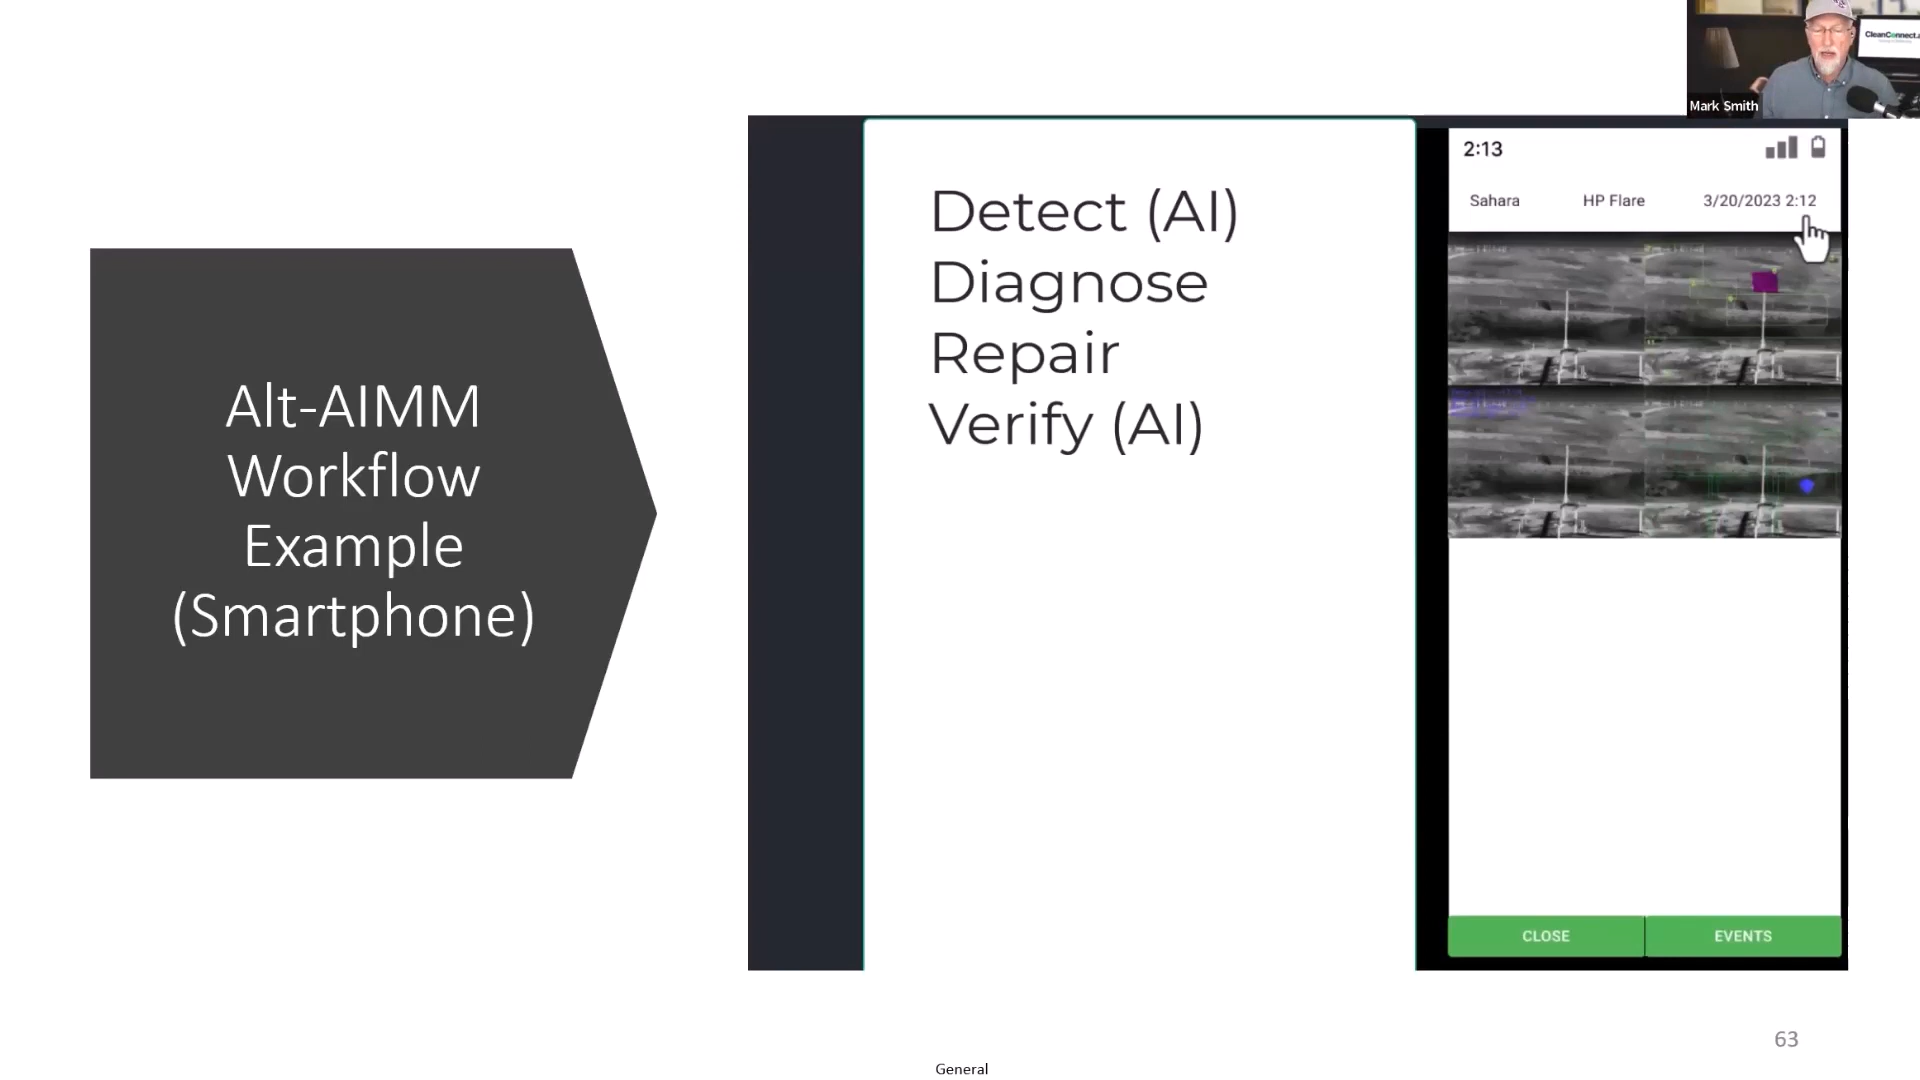 CleanConnect.a
Mark Smith
Alt-AIMM
Workflow
Example
(Smartphone)
Detect (AI)
Diagnose
Repair
Verify (AI)
2:13
Sahara HP Flare 3/20/2023 2:12
CLOSE EVENTS
63
General